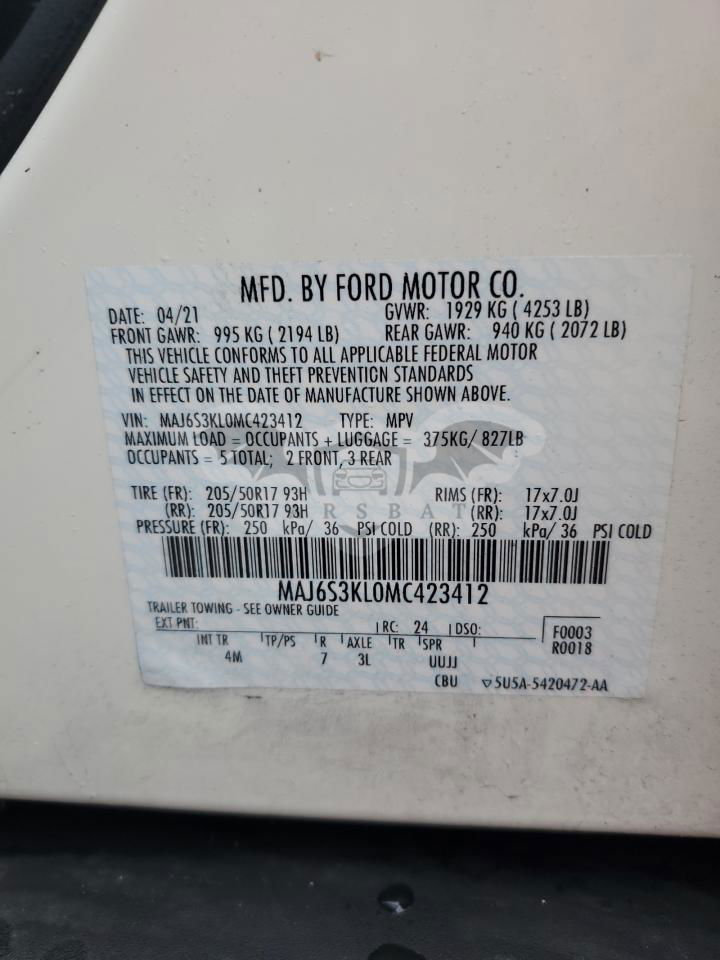 MFD. BY FORD MOTOR CO.
DATE: 04/21 GVWR: 1929 KG ( 4253 LB)
FRONT GAWR: 995 KG ( 2194 LB) REAR GAWR: 940 KG ( 2072 LB)
THIS VEHICLE CONFORMS TO ALL APPLICABLE FEDERAL MOTOR
VEHICLE SAFETY AND THEFT PREVENTION STANDARDS
IN EFFECT ON THE DATE OF MANUFACTURE SHOWN ABOVE.
VIN: MAJ6S3KL0MC423412 TYPE: MPV
MAXIMUM LOAD = OCCUPANTS + LUGGAGE = 375KG/ 827LB
OCCUPANTS = 5 TOTAL; 2 FRONT, 3 REAR
TIRE (FR): 205/50R17 93H RIMS (FR): 17x7.0J
(RR): 205/50R17 93H (RR): 17x7.0J
RSBAT
PRESSURE (FR): 250 kPa/ 36 PSI COLD (RR): 250 kPa/ 36 PSI COLD
MAJ6S3KL0MC423412
TRAILER TOWING - SEE OWNER GUIDE
EXT PNT: RC: 24 DSO: F0003
R0018
INT TR TP/PS R AXLE TR SPR
4M 7 3L UUJJ
CBU ▽5U5A-5420472-AA